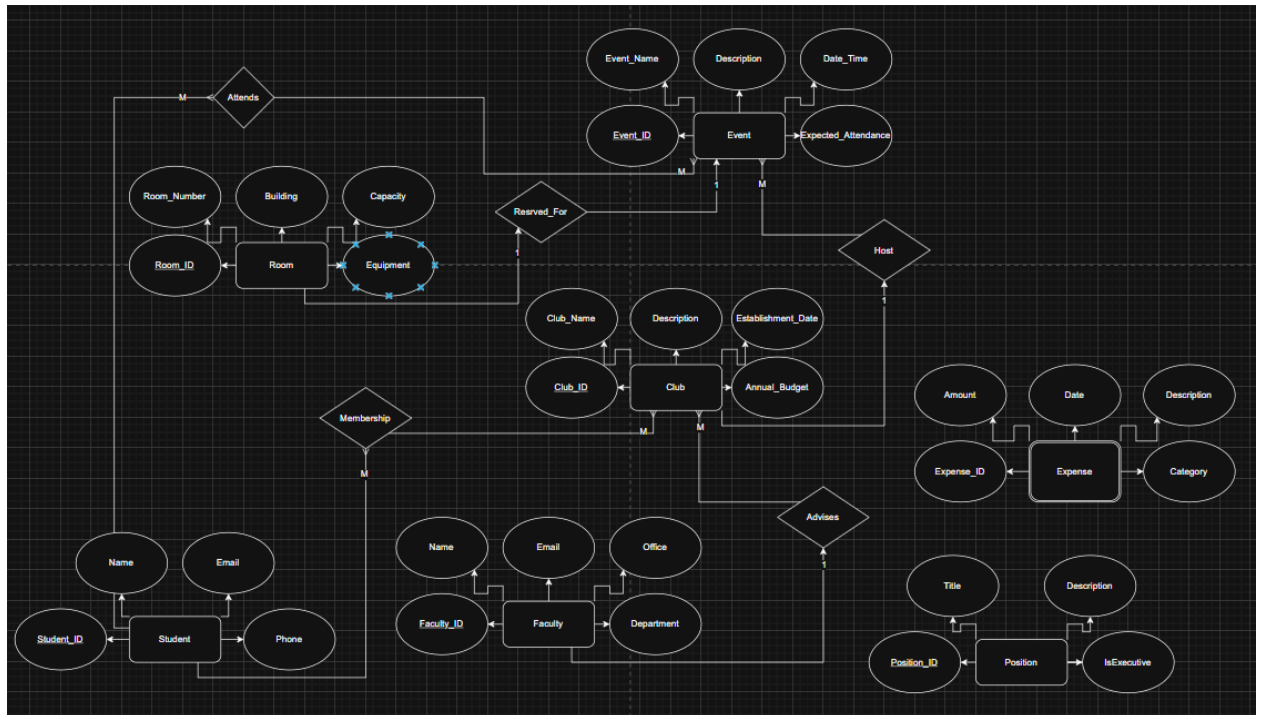 Event_Name
Description
Date_Time
M
Attends
Event_ID
Event
Expected_Attendance
M
M
1
Room_Number
Building
Capacity
Resrved_For
Host
1
Room_ID
Room
Equipment
1
Club_Name
Description
Establishment_Date
Club_ID
Club
Annual_Budget
Amount
Date
Description
Membership
M
M
M
Expense_ID
Expense
Category
Advises
Name
Email
Office
1
Name
Email
Title
Description
Faculty_ID
Faculty
Department
Student_ID
Student
Phone
Position_ID
Position
IsExecutive